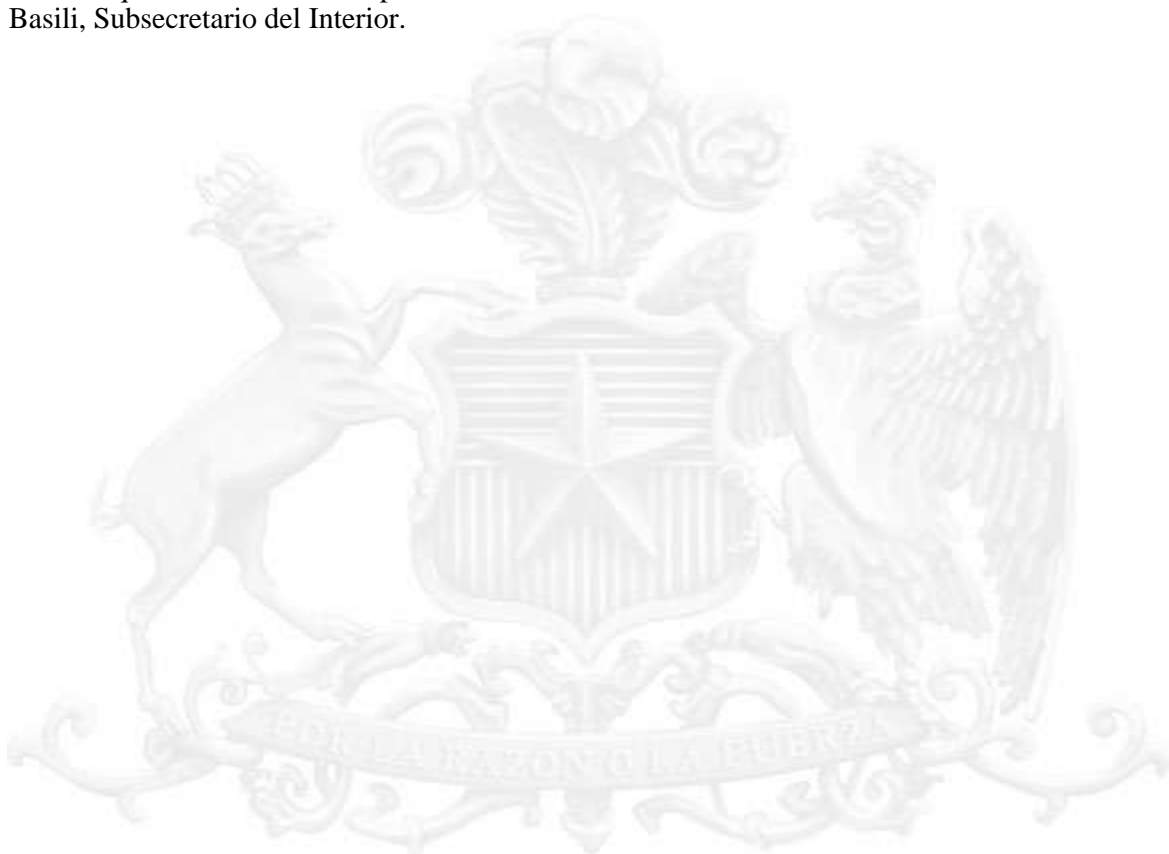 Basili, Subsecretario del Interior.
POR LA RAZON O LA FUERZA